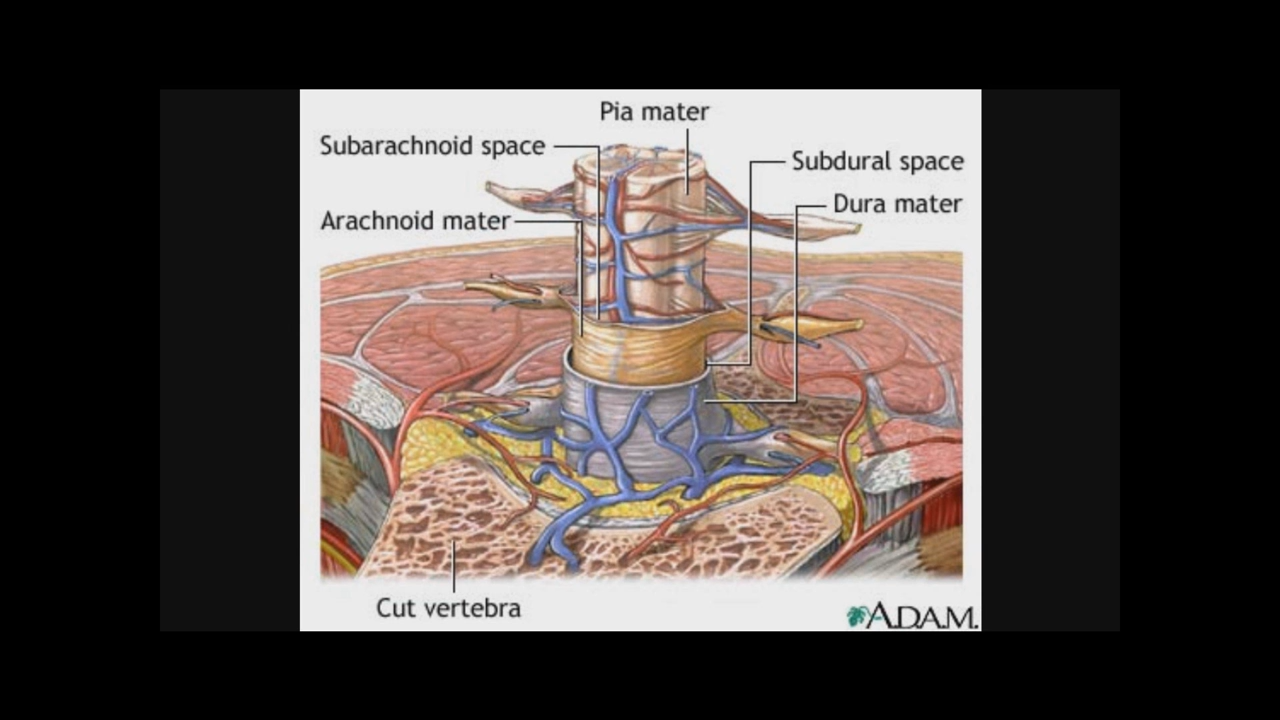 Pia mater
Subarachnoid space
Subdural space
Dura mater
Arachnoid mater
Cut vertebra
A.D.A.M.